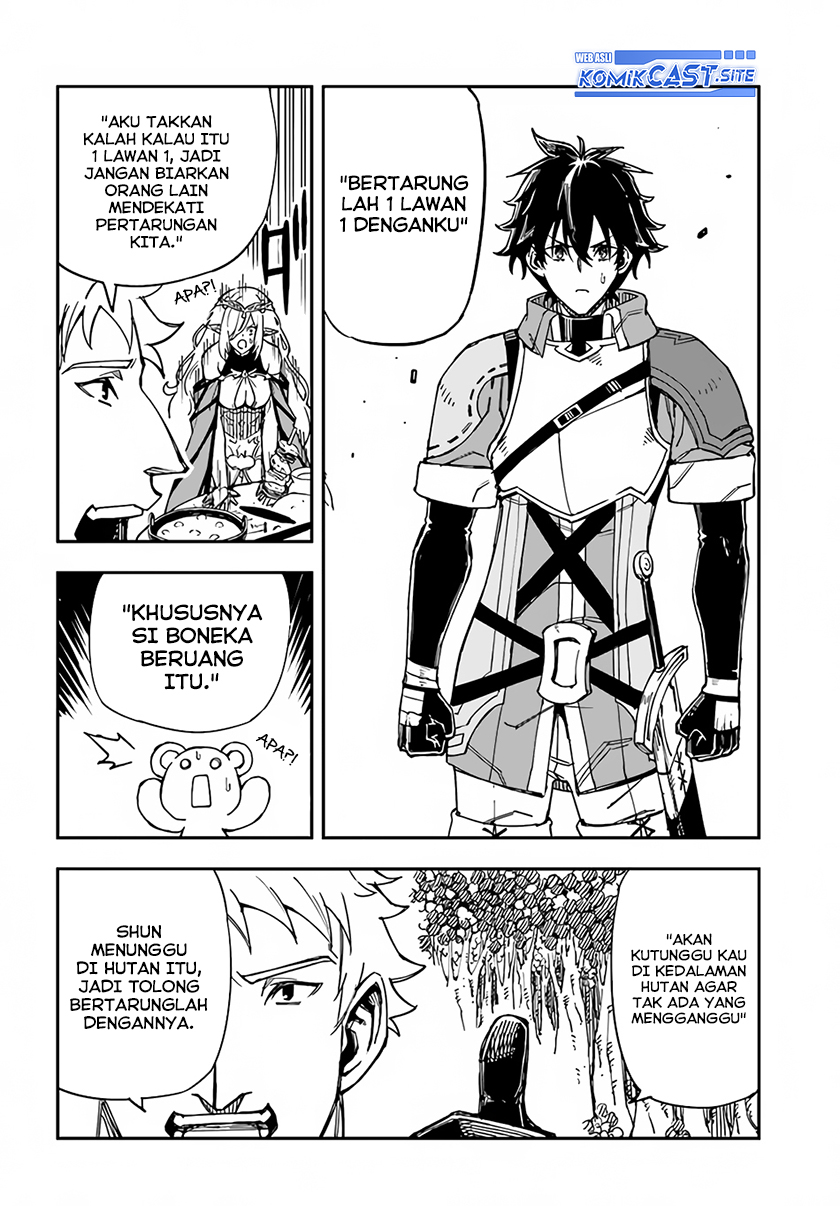 WEB ASLI
KOMIKCAST.SITE
"BERTARUNG
LAH 1 LAWAN
1 DENGANKU"
"AKU TAKKAN
KALAH KALAU ITU
1 LAWAN 1, JADI
JANGAN BIARKAN
ORANG LAIN
MENDEKATI
PERTARUNGAN
KITA."
APA?!
"KHUSUSNYA
SI BONEKA
BERUANG
ITU."
APA?!
"AKAN
KUTUNGGU KAU
DI KEDALAMAN
HUTAN AGAR
TAK ADA YANG
MENGGANGGU"
SHUN
MENUNGGU
DI HUTAN ITU,
JADI TOLONG
BERTARUNGLAH
DENGANNYA.